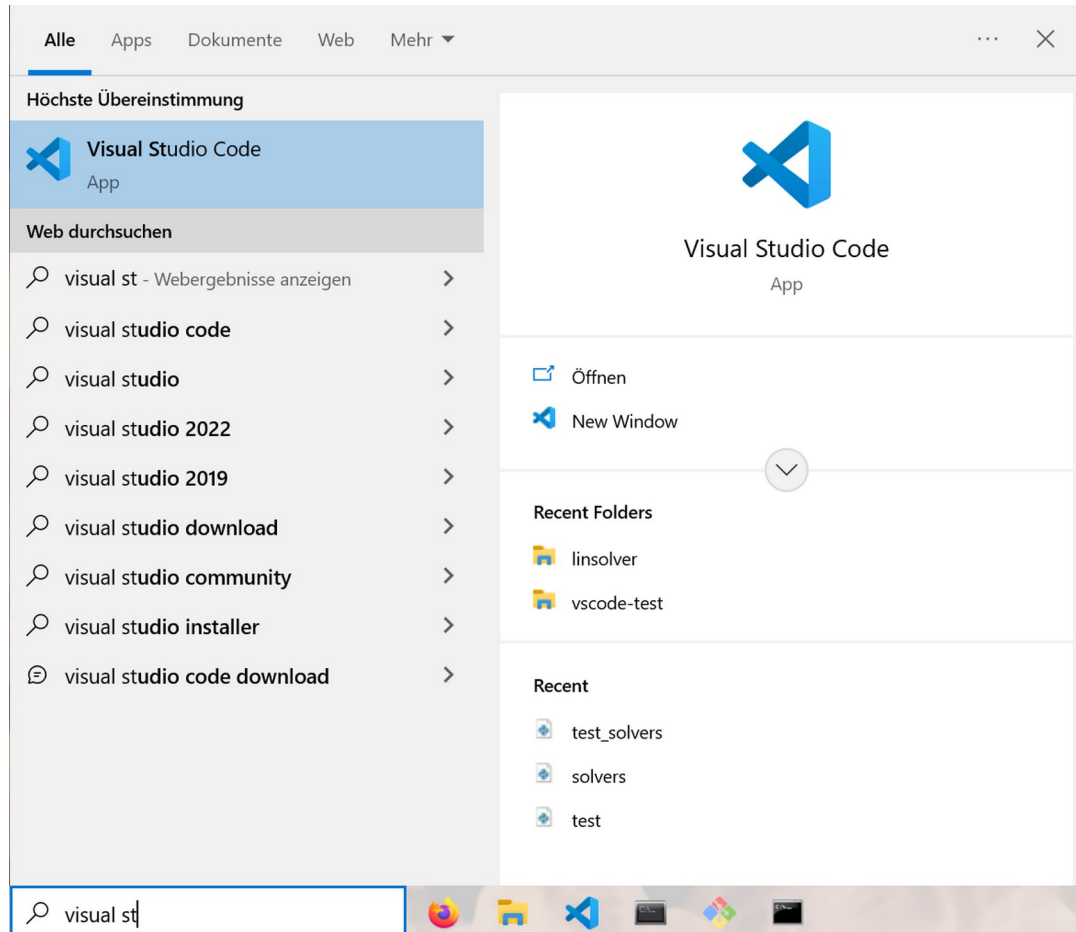 Alle Apps Dokumente Web Mehr
Höchste Übereinstimmung
Visual Studio Code
App
Web durchsuchen
visual st - Webergebnisse anzeigen
visual studio code
visual studio
visual studio 2022
visual studio 2019
visual studio download
visual studio community
visual studio installer
visual studio code download
Visual Studio Code
App
Öffnen
New Window
Recent Folders
linsolver
vscode-test
Recent
test_solvers
solvers
test
visual st